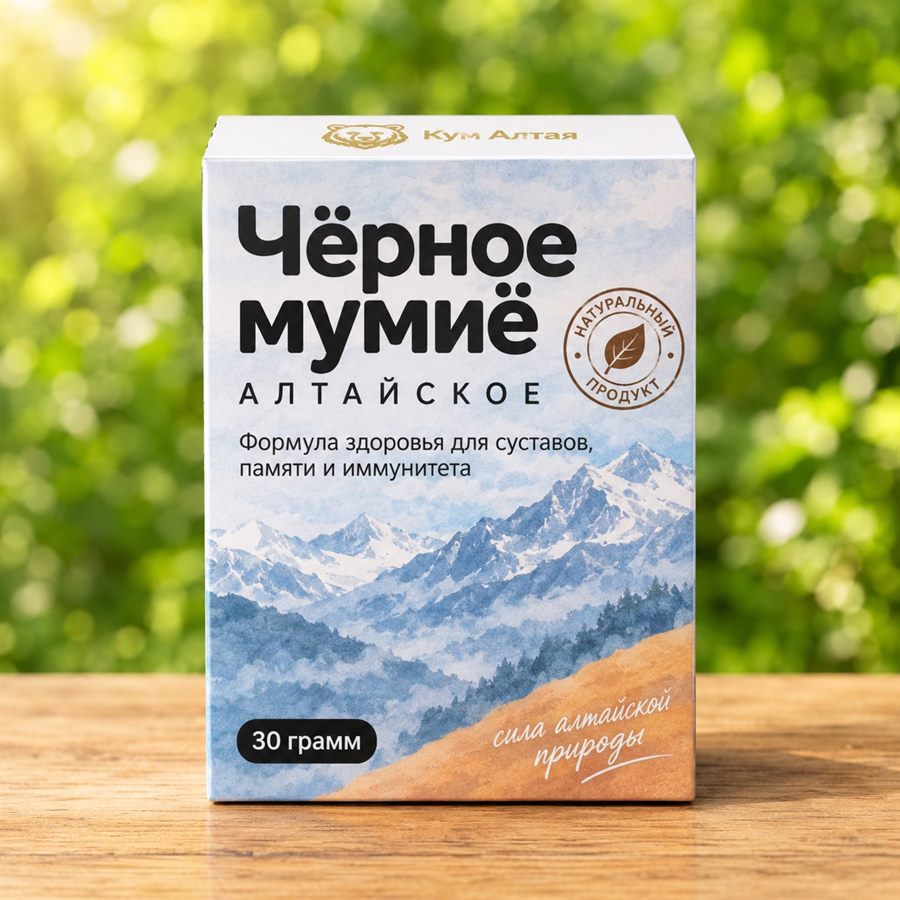 Кум Алтая
Чёрное
мумиё
АЛТАЙСКОЕ
НАТУРАЛЬНЫЙ
ПРОДУКТ
Формула здоровья для суставов,
памяти и иммунитета
30 грамм
сила алтайской
природы